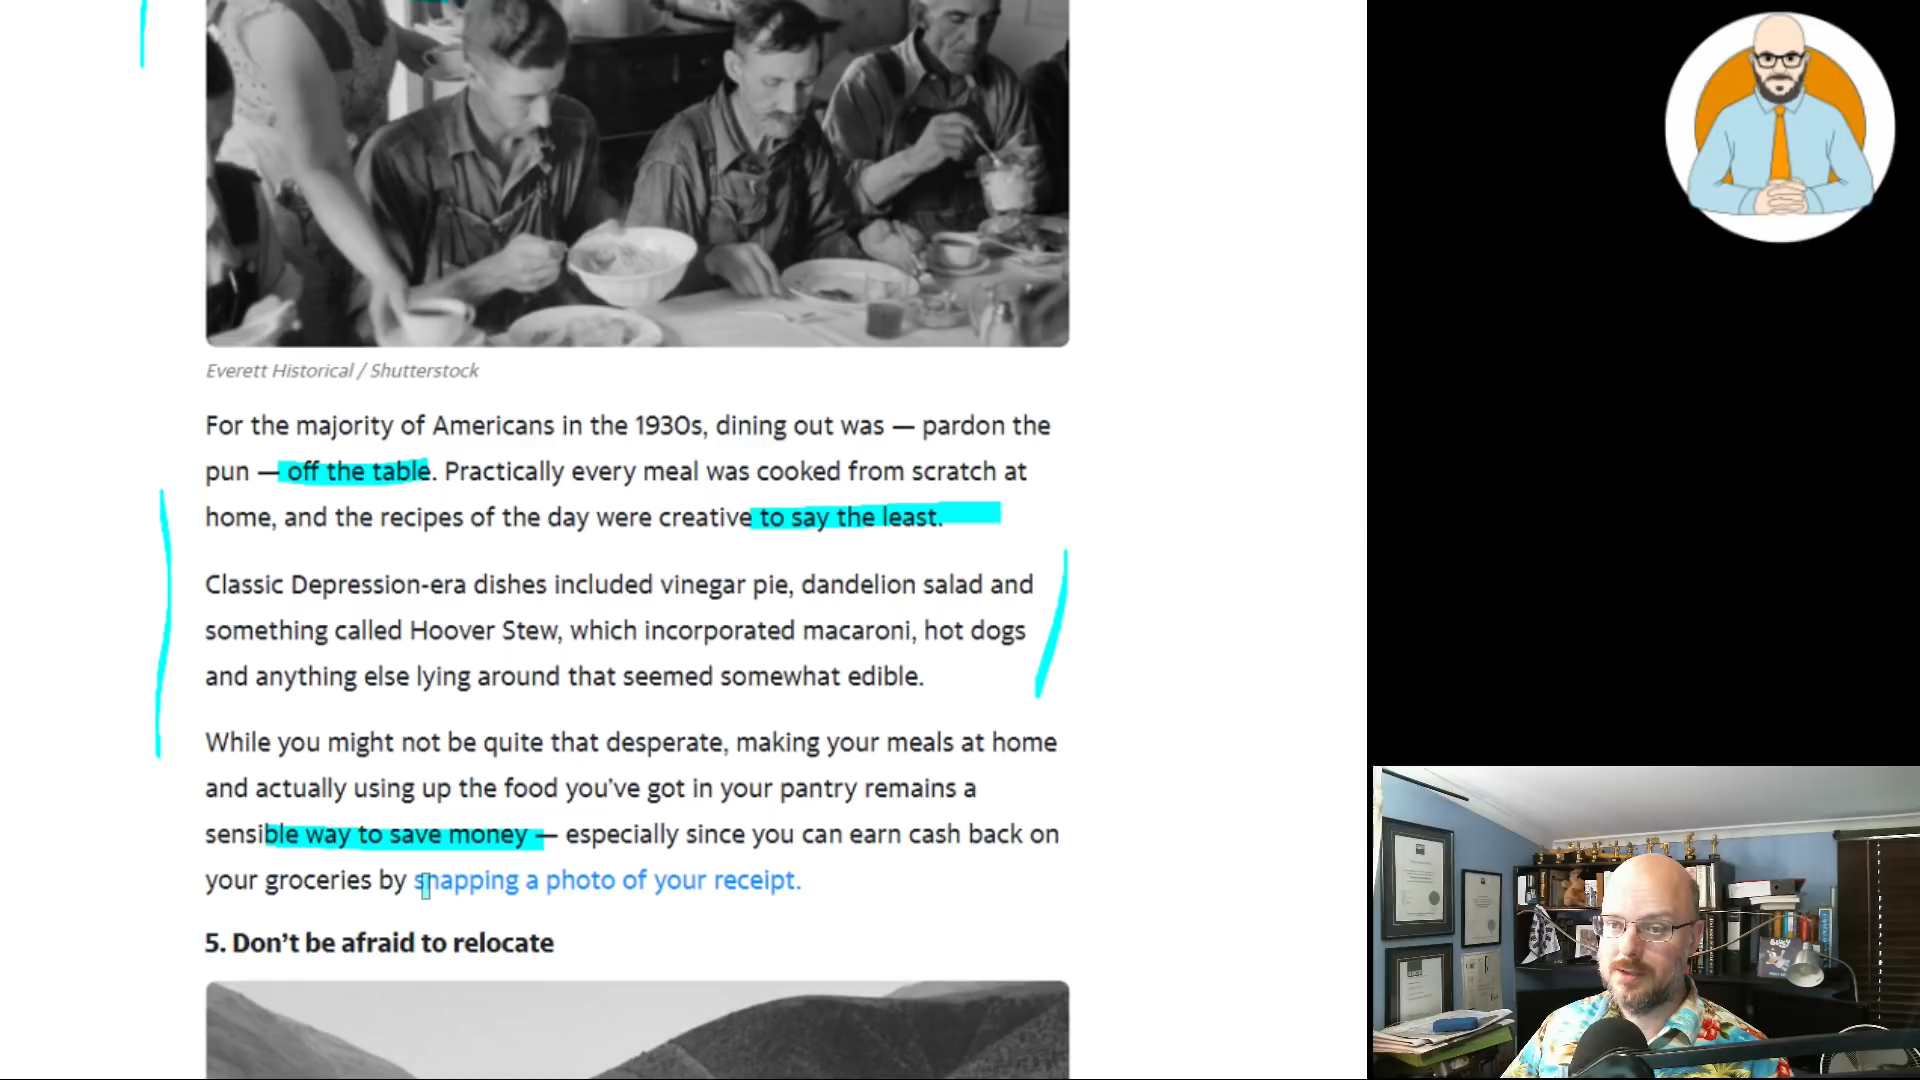 Everett Historical / Shutterstock
For the majority of Americans in the 1930s, dining out was — pardon the
pun — off the table. Practically every meal was cooked from scratch at
home, and the recipes of the day were creative to say the least.
Classic Depression-era dishes included vinegar pie, dandelion salad and
something called Hoover Stew, which incorporated macaroni, hot dogs
and anything else lying around that seemed somewhat edible.
While you might not be quite that desperate, making your meals at home
and actually using up the food you've got in your pantry remains a
sensible way to save money — especially since you can earn cash back on
your groceries by snapping a photo of your receipt.
5. Don't be afraid to relocate